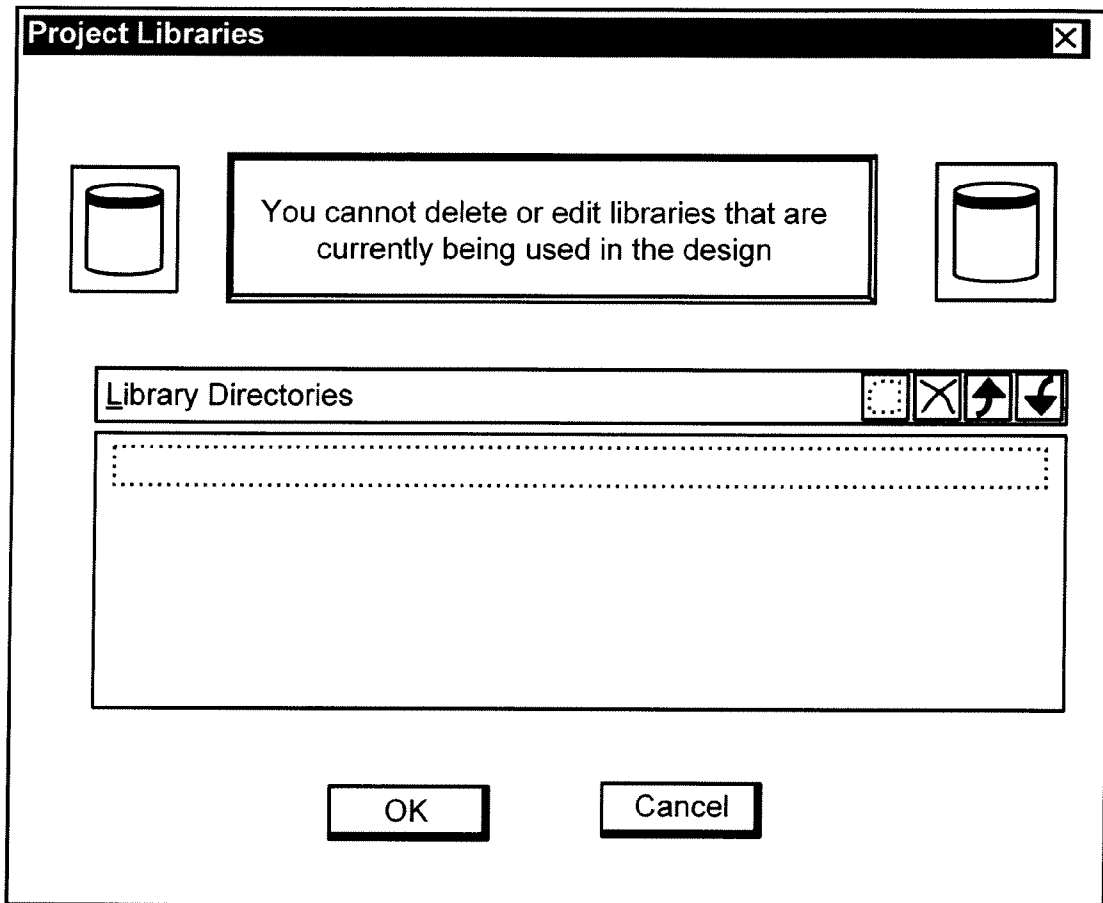 Project Libraries
You cannot delete or edit libraries that are
currently being used in the design
Library Directories
OK
Cancel